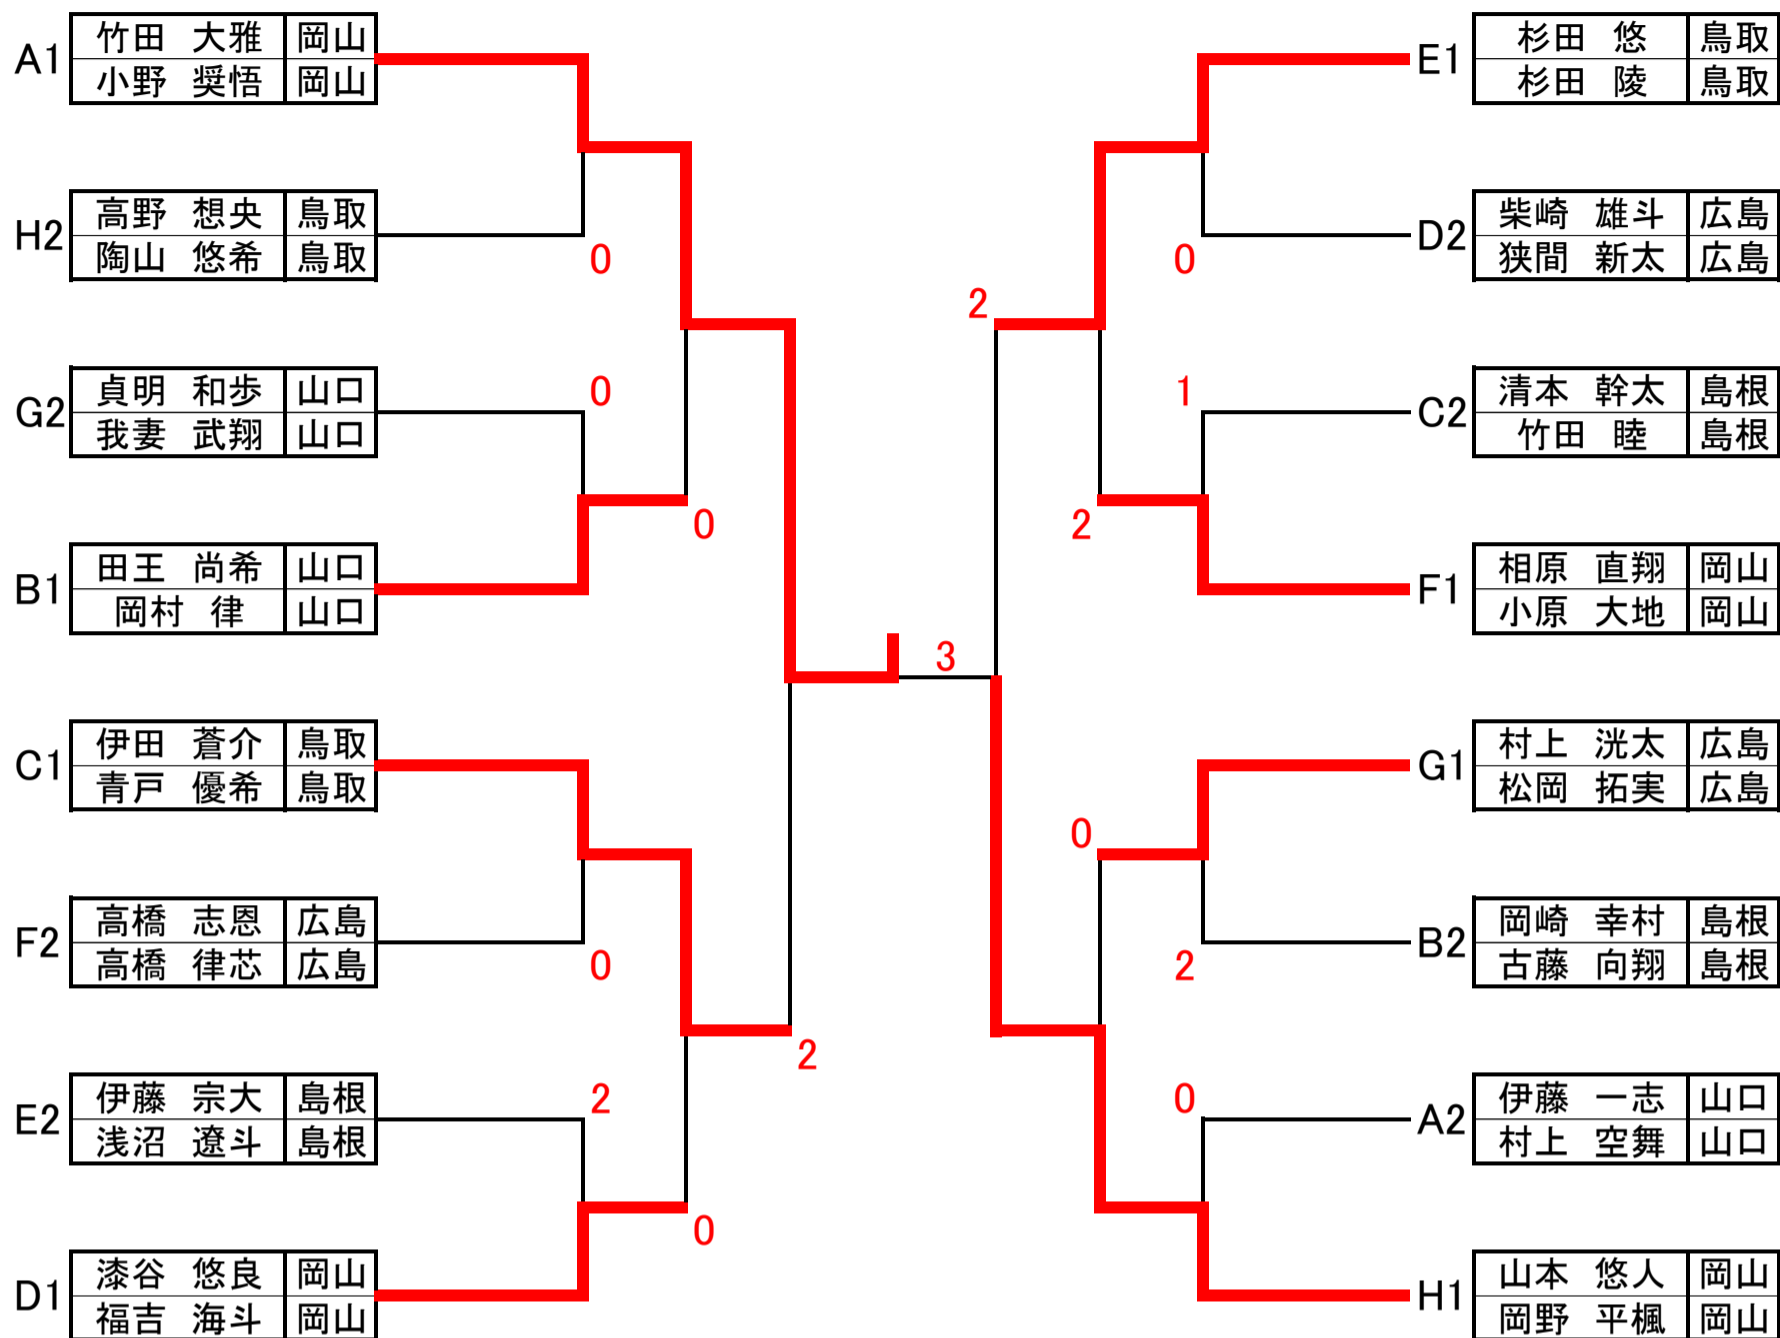 A1 竹田 大雅 岡山
小野 奨悟 岡山
H2 高野 想央 鳥取
陶山 悠希 鳥取
0
G2 貞明 和歩 山口
我妻 武翔 山口
0
B1 田王 尚希 山口
岡村 律 山口
0
C1 伊田 蒼介 鳥取
青戸 優希 鳥取
F2 高橋 志恩 広島
高橋 律芯 広島
0
E2 伊藤 宗大 島根
浅沼 遼斗 島根
2
D1 漆谷 悠良 岡山
福吉 海斗 岡山
0
2
3
E1 杉田 悠 鳥取
杉田 陵 鳥取
D2 柴崎 雄斗 広島
狭間 新太 広島
0
2
C2 清本 幹太 島根
竹田 睦 島根
1
F1 相原 直翔 岡山
小原 大地 岡山
2
G1 村上 洸太 広島
松岡 拓実 広島
0
B2 岡崎 幸村 島根
古藤 向翔 島根
2
A2 伊藤 一志 山口
村上 空舞 山口
0
H1 山本 悠人 岡山
岡野 平楓 岡山